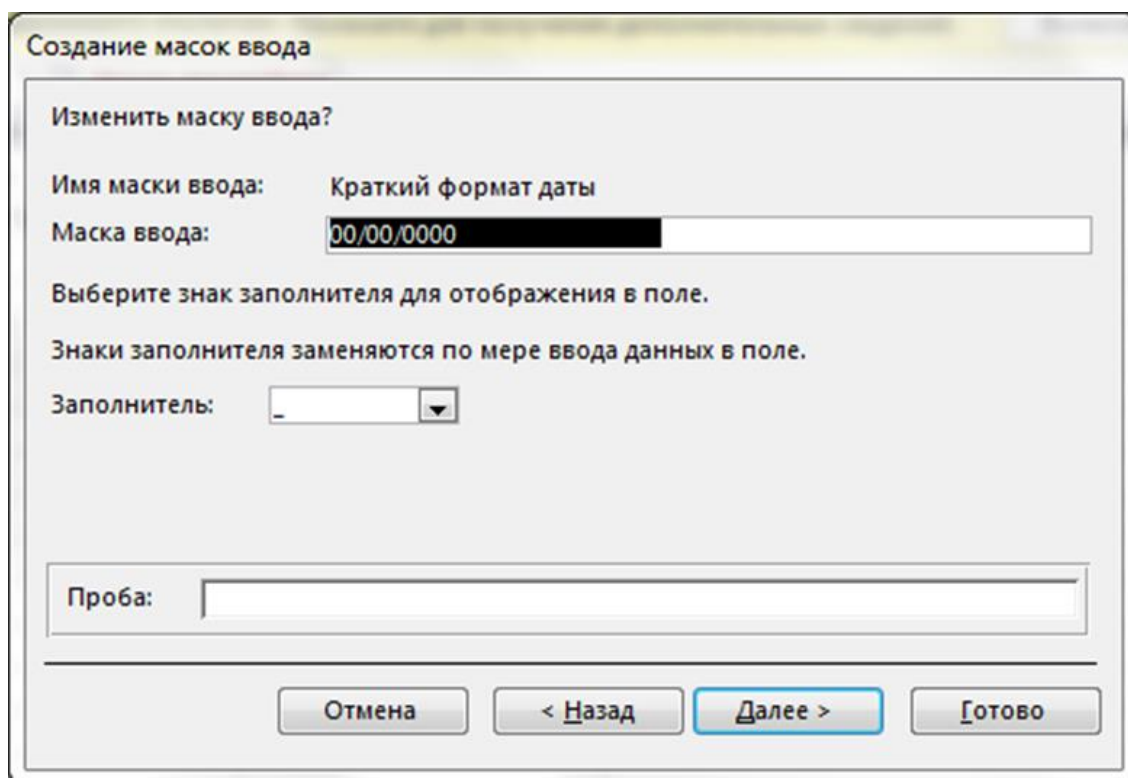 Создание масок ввода
Изменить маску ввода?
Имя маски ввода: Краткий формат даты
Маска ввода: 00/00/0000
Выберите знак заполнителя для отображения в поле.
Знаки заполнителя заменяются по мере ввода данных в поле.
Заполнитель: _
Проба:
Отмена < Назад Далее > Готово